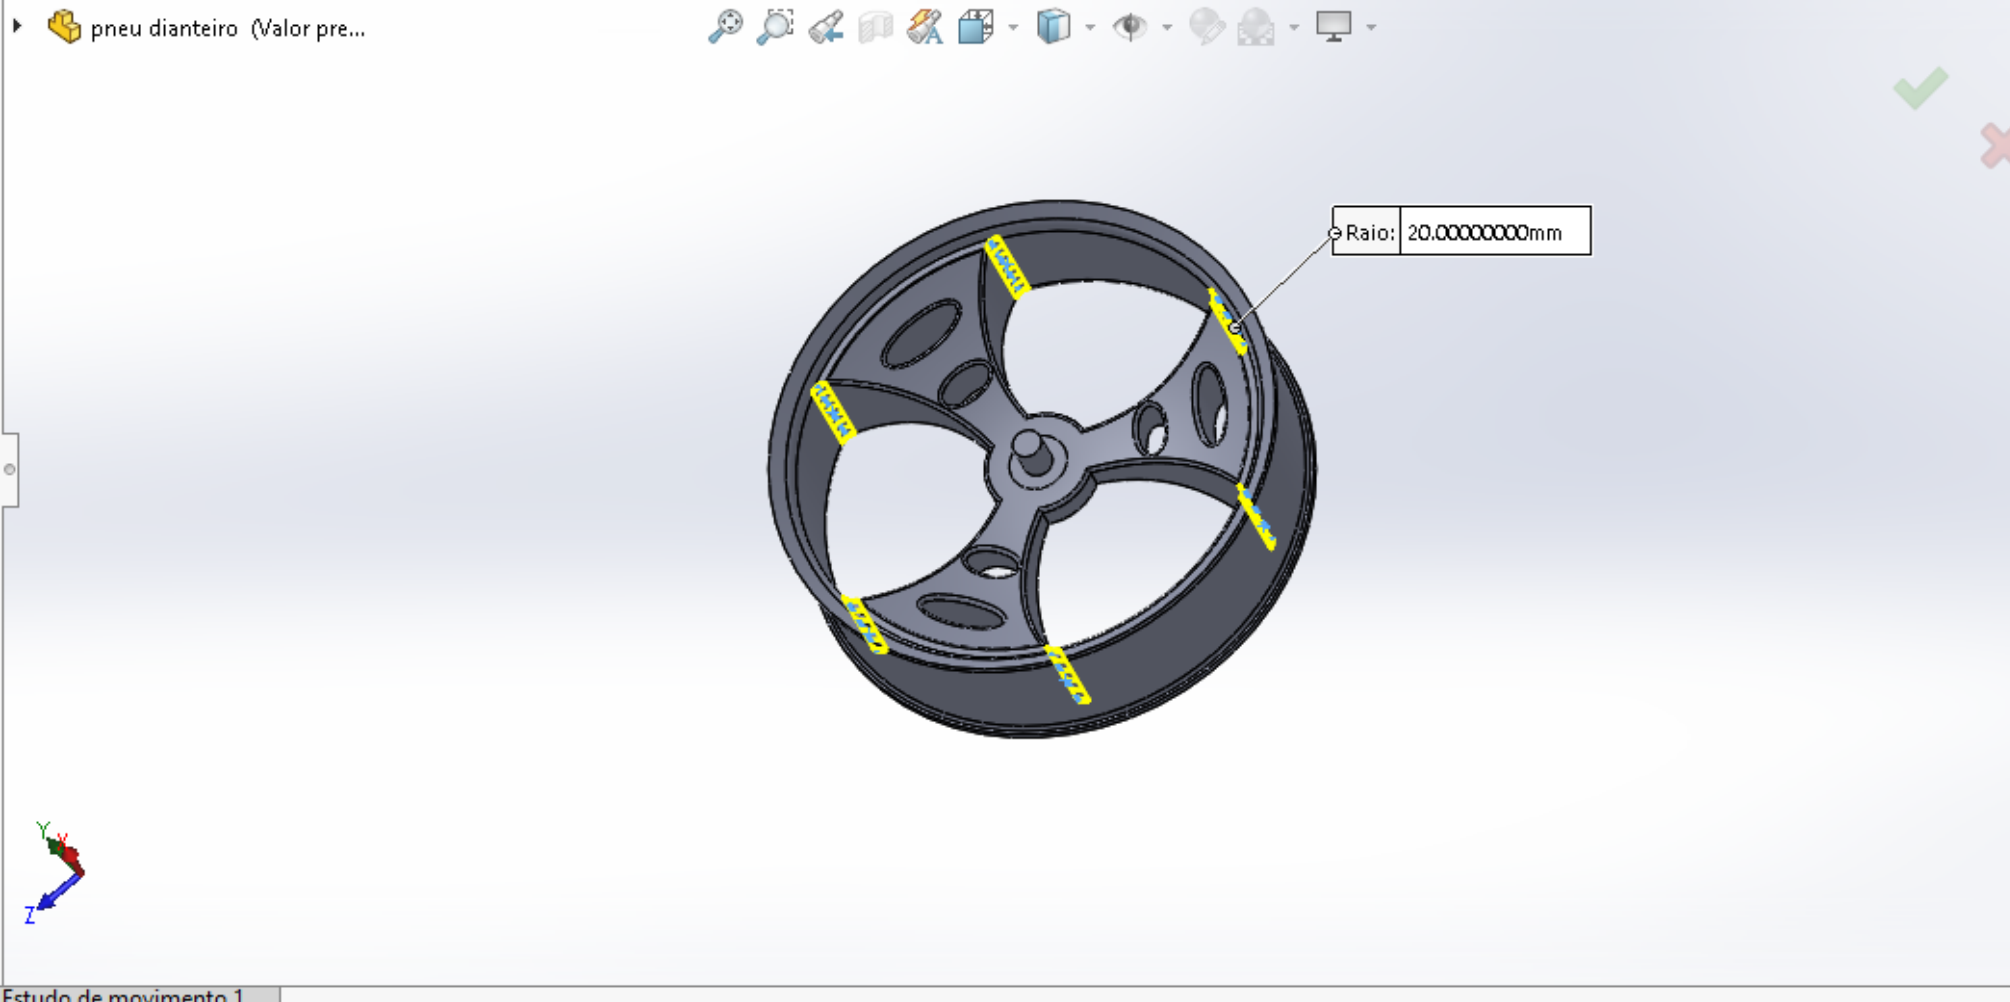 pneu dianteiro (Valor pre...
Raio: 20.00000000mm
Y
X
Z
Estudo de movimento 1